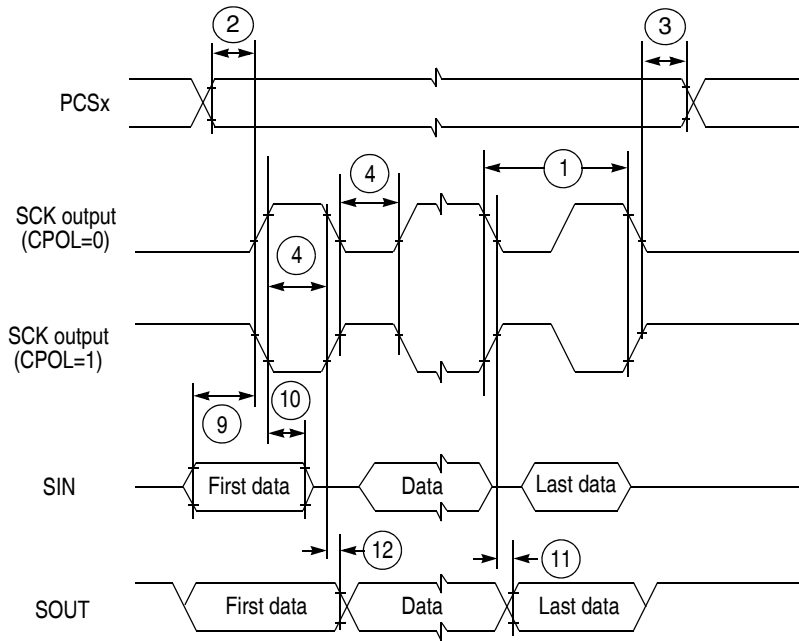 2
3
PCSx
4
1
SCK output
(CPOL=0)
4
SCK output
(CPOL=1)
10
9
SIN
First data
Data
Last data
12
11
SOUT
First data
Data
Last data